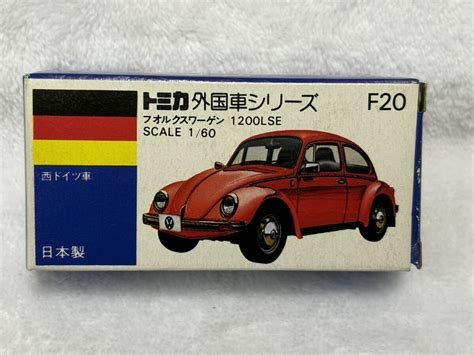 トミカ 外国車シリーズ F20
フオルクスワーゲン 1200LSE
SCALE 1/60
西ドイツ車
日本製